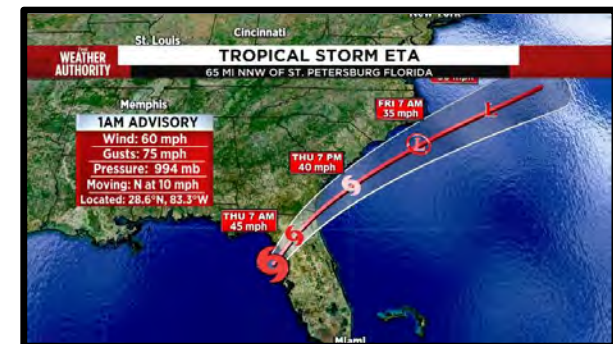 New York
St. Louis
Cincinnati
THE
WEATHER
AUTHORITY
TROPICAL STORM ETA
65 MI NNW OF ST. PETERSBURG FLORIDA
Memphis
FRI 7 AM
35 mph
1AM ADVISORY
Wind: 60 mph
Gusts: 75 mph
Pressure: 994 mb
Moving: N at 10 mph
Located: 28.6°N, 83.3°W
THU 7 PM
40 mph
L
L
THU 7 AM
45 mph
Miami